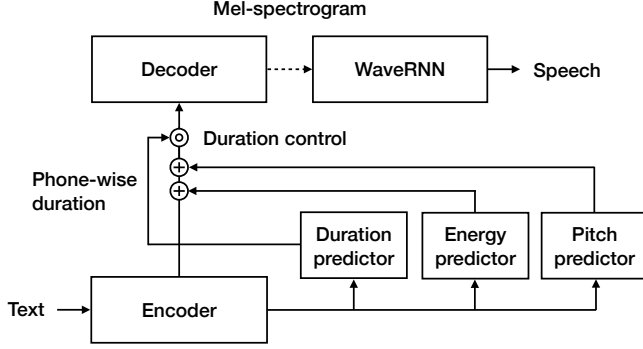 Mel-spectrogram
Decoder
WaveRNN
Speech
Duration control
Phone-wise
duration
Duration
predictor
Energy
predictor
Pitch
predictor
Text
Encoder